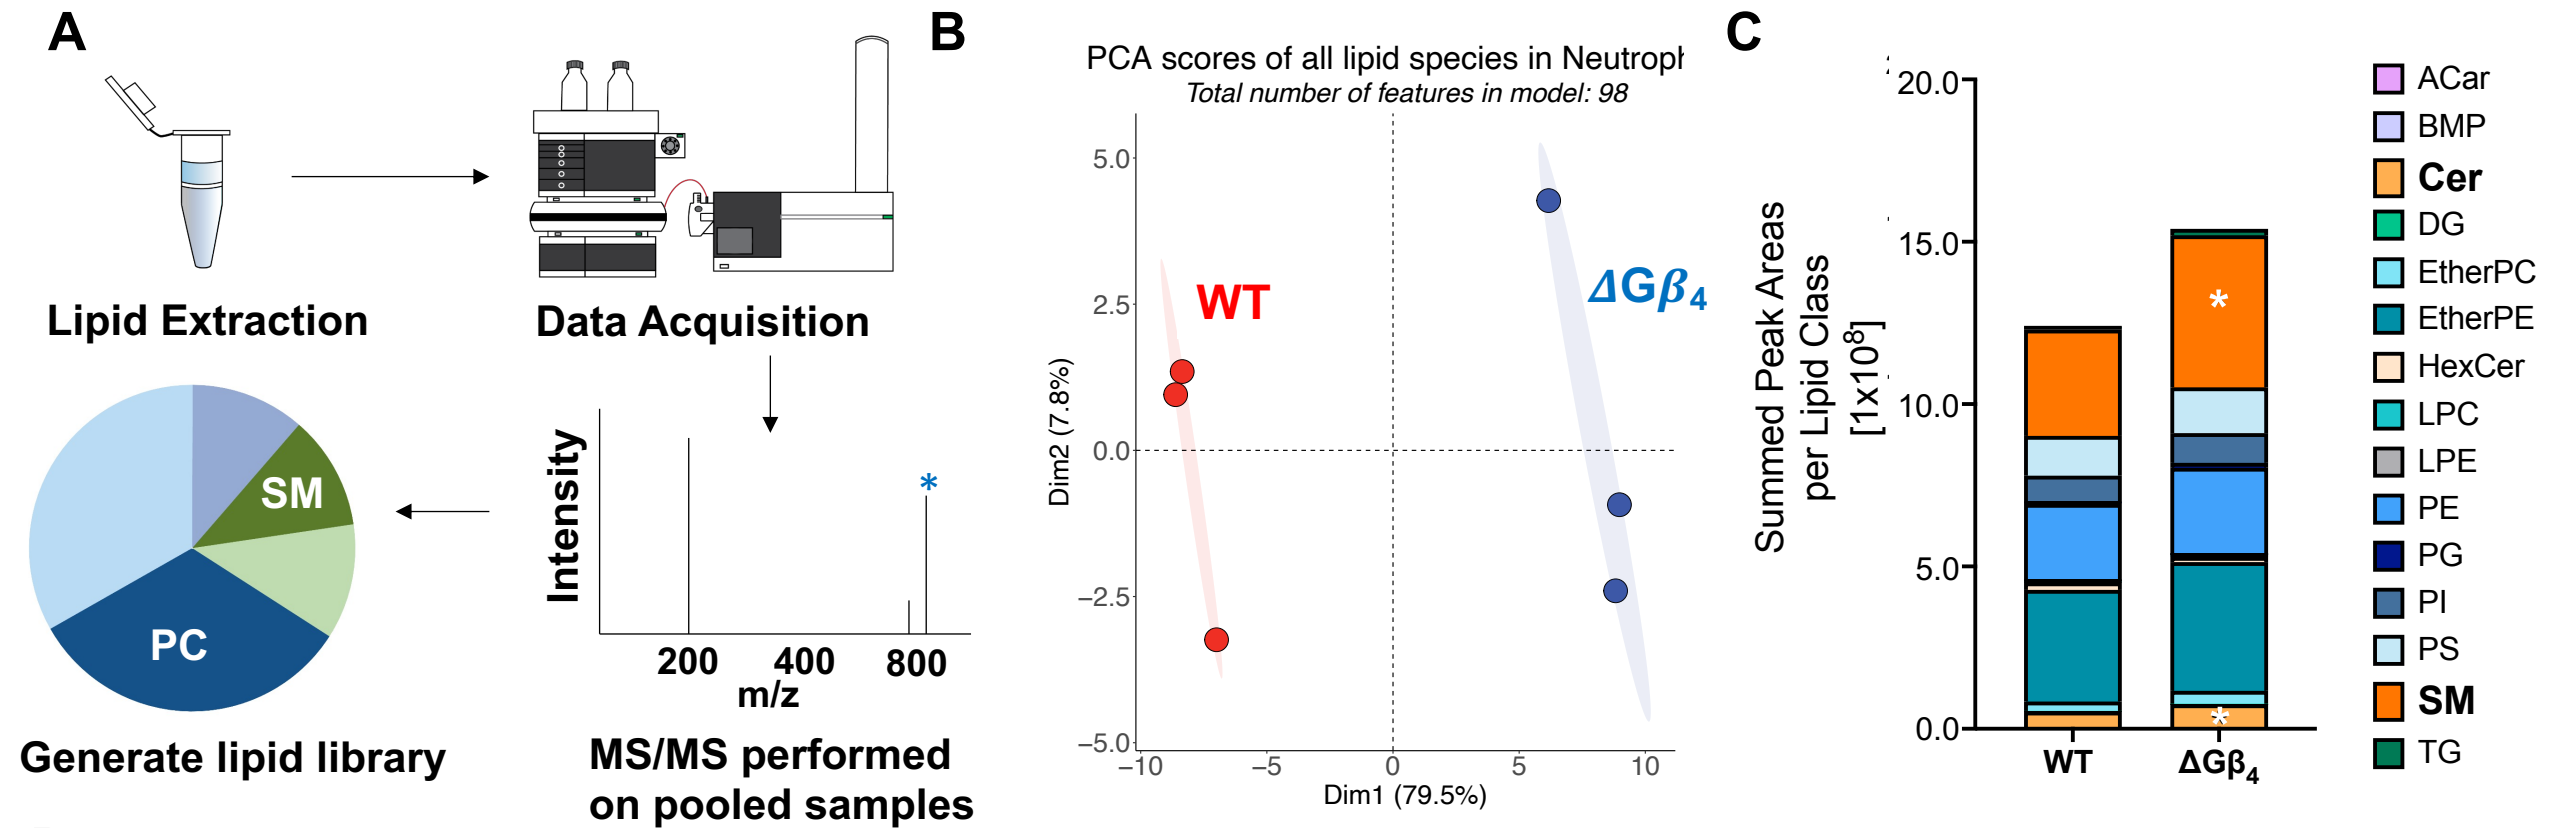 A
Lipid Extraction
Data Acquisition
SM
PC
Generate lipid library
Intensity
*
200 400 800
m/z
MS/MS performed
on pooled samples
B
PCA scores of all lipid species in Neutroph
Total number of features in model: 98
WT
ΔGβ4
Dim2 (7.8%)
5.0
2.5
0.0
−2.5
−5.0
−10 −5 0 5 10
Dim1 (79.5%)
C
Summed Peak Areas
per Lipid Class
[1x10⁸]
20.0
15.0
10.0
5.0
0.0
*
*
WT ΔGβ4
ACar
BMP
Cer
DG
EtherPC
EtherPE
HexCer
LPC
LPE
PE
PG
PI
PS
SM
TG